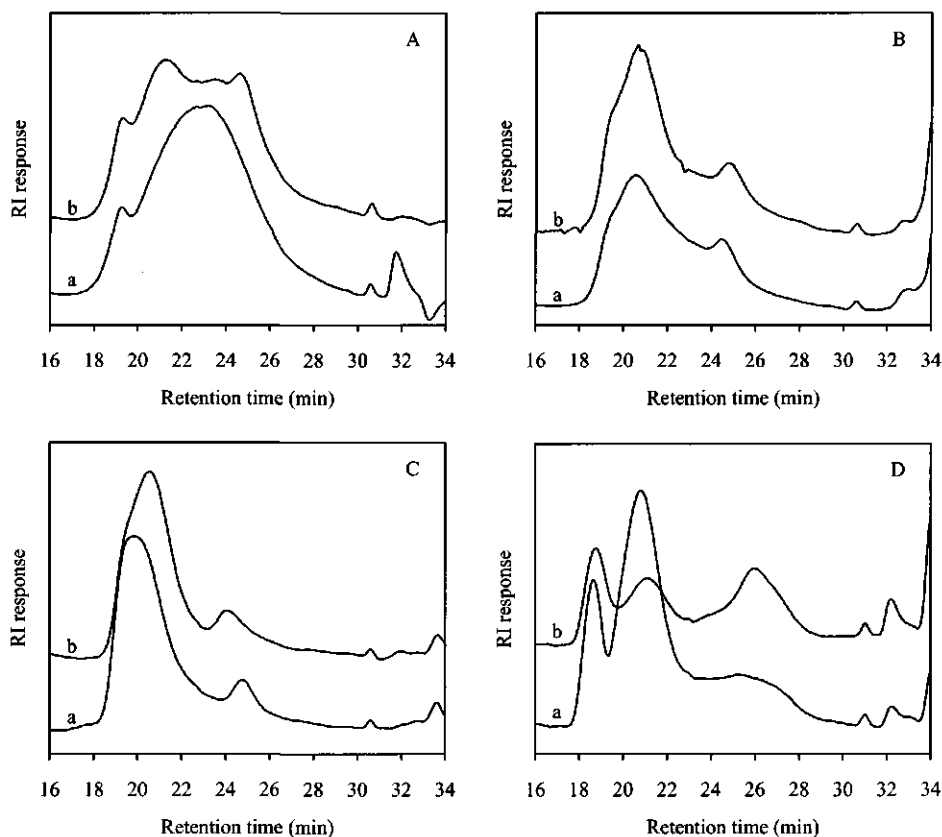 A
RI response
b
a
16 18 20 22 24 26 28 30 32 34
Retention time (min)
B
RI response
b
a
16 18 20 22 24 26 28 30 32 34
Retention time (min)
C
RI response
b
a
16 18 20 22 24 26 28 30 32 34
Retention time (min)
D
RI response
b
a
16 18 20 22 24 26 28 30 32 34
Retention time (min)